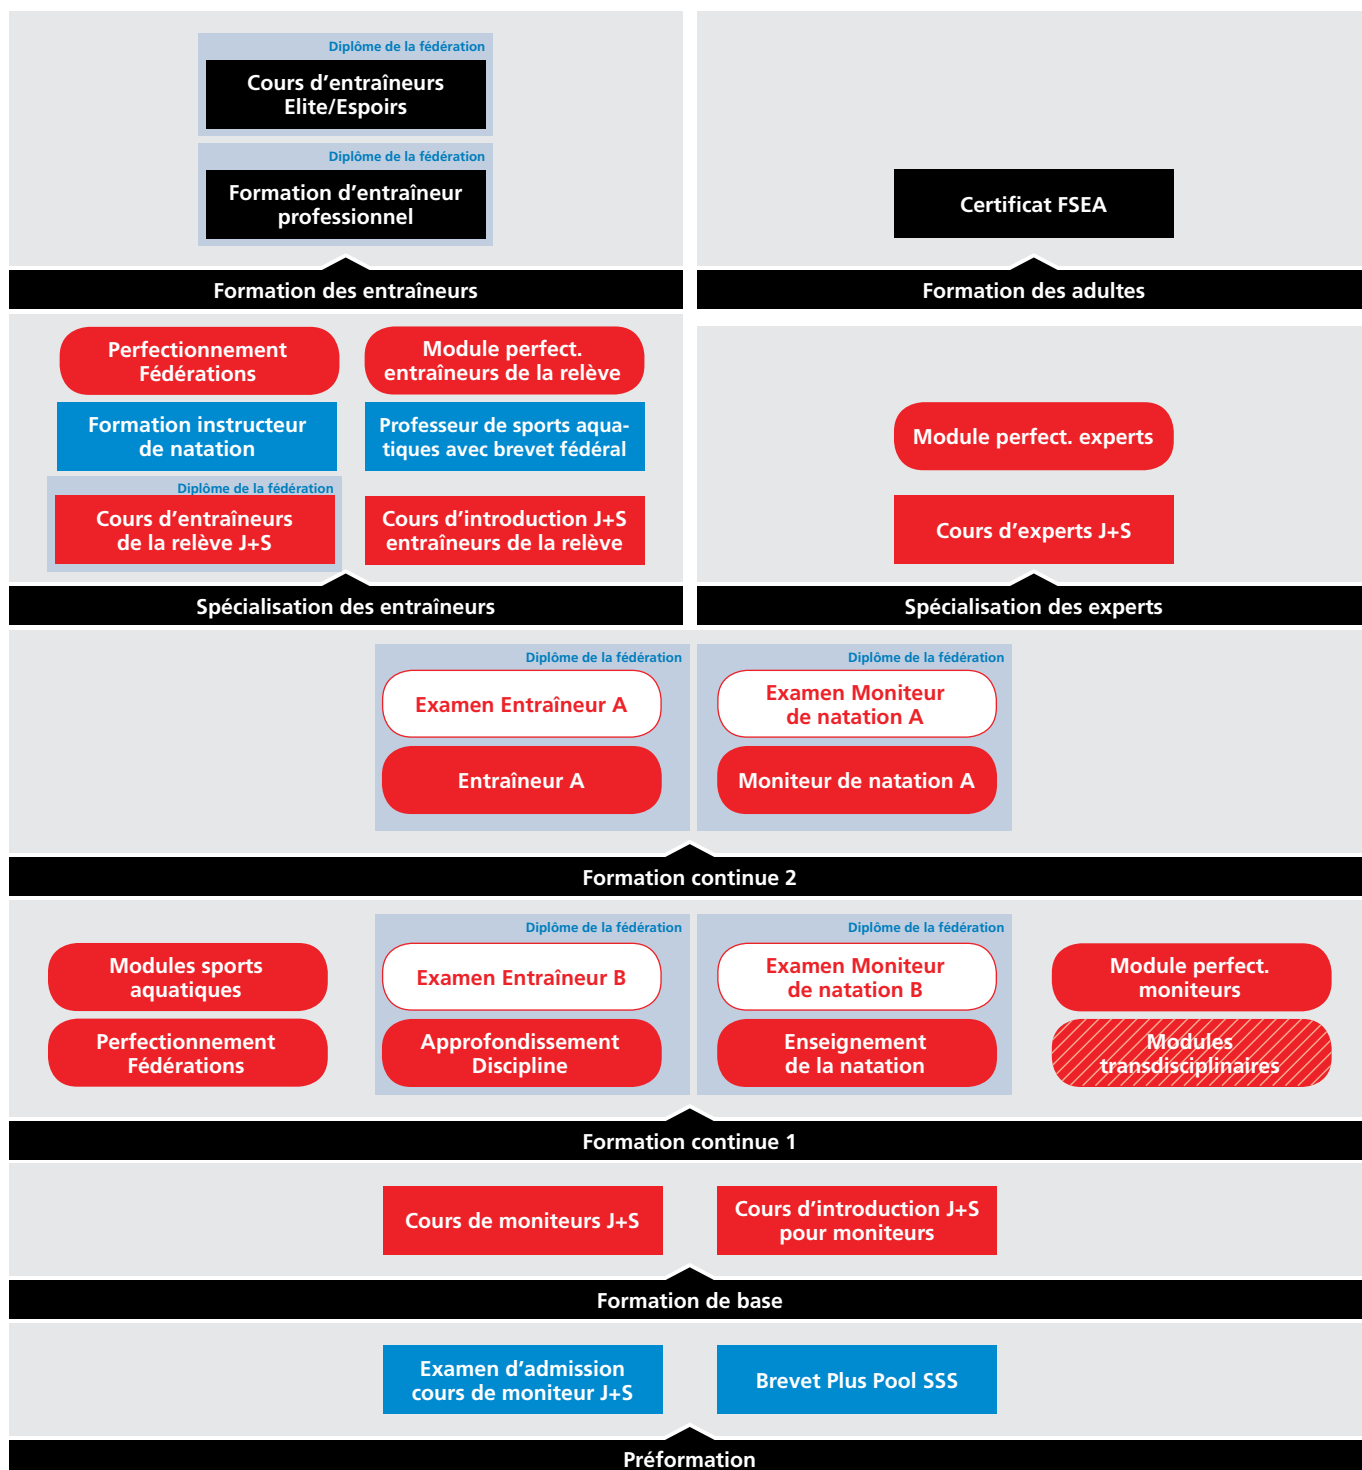 Diplôme de la fédération
Cours d’entraîneurs
Elite/Espoirs
Diplôme de la fédération
Formation d’entraîneur
professionnel
Certificat FSEA
Formation des entraîneurs
Formation des adultes
Perfectionnement
Fédérations
Module perfect.
entraîneurs de la relève
Formation instructeur
de natation
Professeur de sports aqua-
tiques avec brevet fédéral
Module perfect. experts
Diplôme de la fédération
Cours d’entraîneurs
de la relève J+S
Cours d’introduction J+S
entraîneurs de la relève
Cours d’experts J+S
Spécialisation des entraîneurs
Spécialisation des experts
Diplôme de la fédération
Examen Entraîneur A
Entraîneur A
Diplôme de la fédération
Examen Moniteur
de natation A
Moniteur de natation A
Formation continue 2
Modules sports
aquatiques
Perfectionnement
Fédérations
Diplôme de la fédération
Examen Entraîneur B
Approfondissement
Discipline
Diplôme de la fédération
Examen Moniteur
de natation B
Enseignement
de la natation
Module perfect.
moniteurs
Modules
transdisciplinaires
Formation continue 1
Cours de moniteurs J+S
Cours d’introduction J+S
pour moniteurs
Formation de base
Examen d’admission
cours de moniteur J+S
Brevet Plus Pool SSS
Préformation